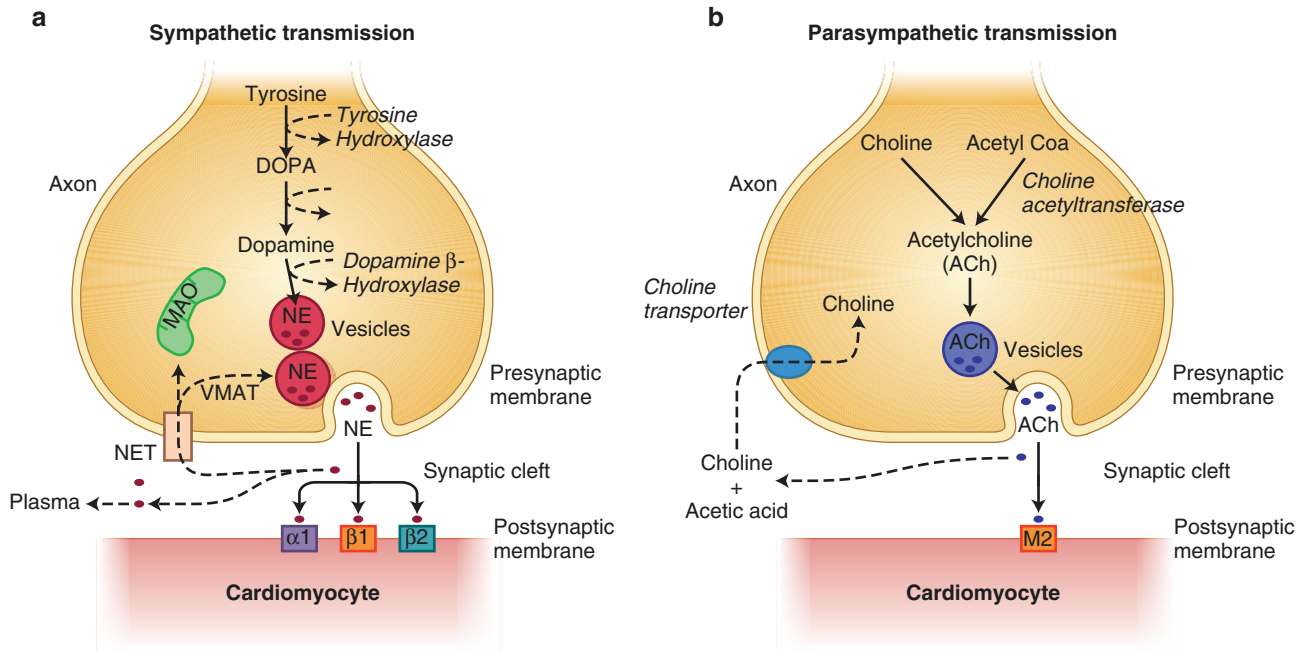 a
Sympathetic transmission
Tyrosine
Tyrosine
Hydroxylase
DOPA
Axon
Dopamine
Dopamine β-
Hydroxylase
MAO
NE
Vesicles
NE
VMAT
Presynaptic
membrane
NE
NET
Synaptic cleft
Plasma
α1
β1
β2
Postsynaptic
membrane
Cardiomyocyte
b
Parasympathetic transmission
Choline
Acetyl Coa
Axon
Choline
acetyltransferase
Acetylcholine
(ACh)
Choline
transporter
Choline
ACh
Vesicles
Presynaptic
membrane
ACh
Choline
+
Acetic acid
Synaptic cleft
M2
Postsynaptic
membrane
Cardiomyocyte